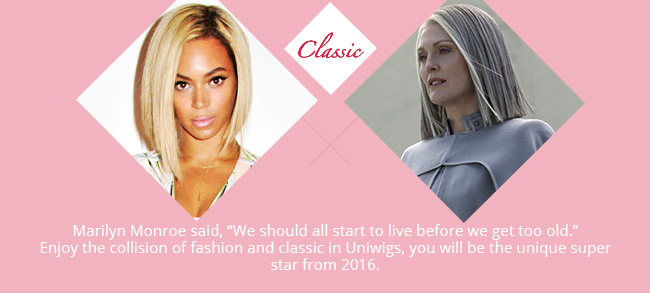 Classic
Marilyn Monroe said, “We should all start to live before we get too old.”
Enjoy the collision of fashion and classic in Uniwigs, you will be the unique super
star from 2016.